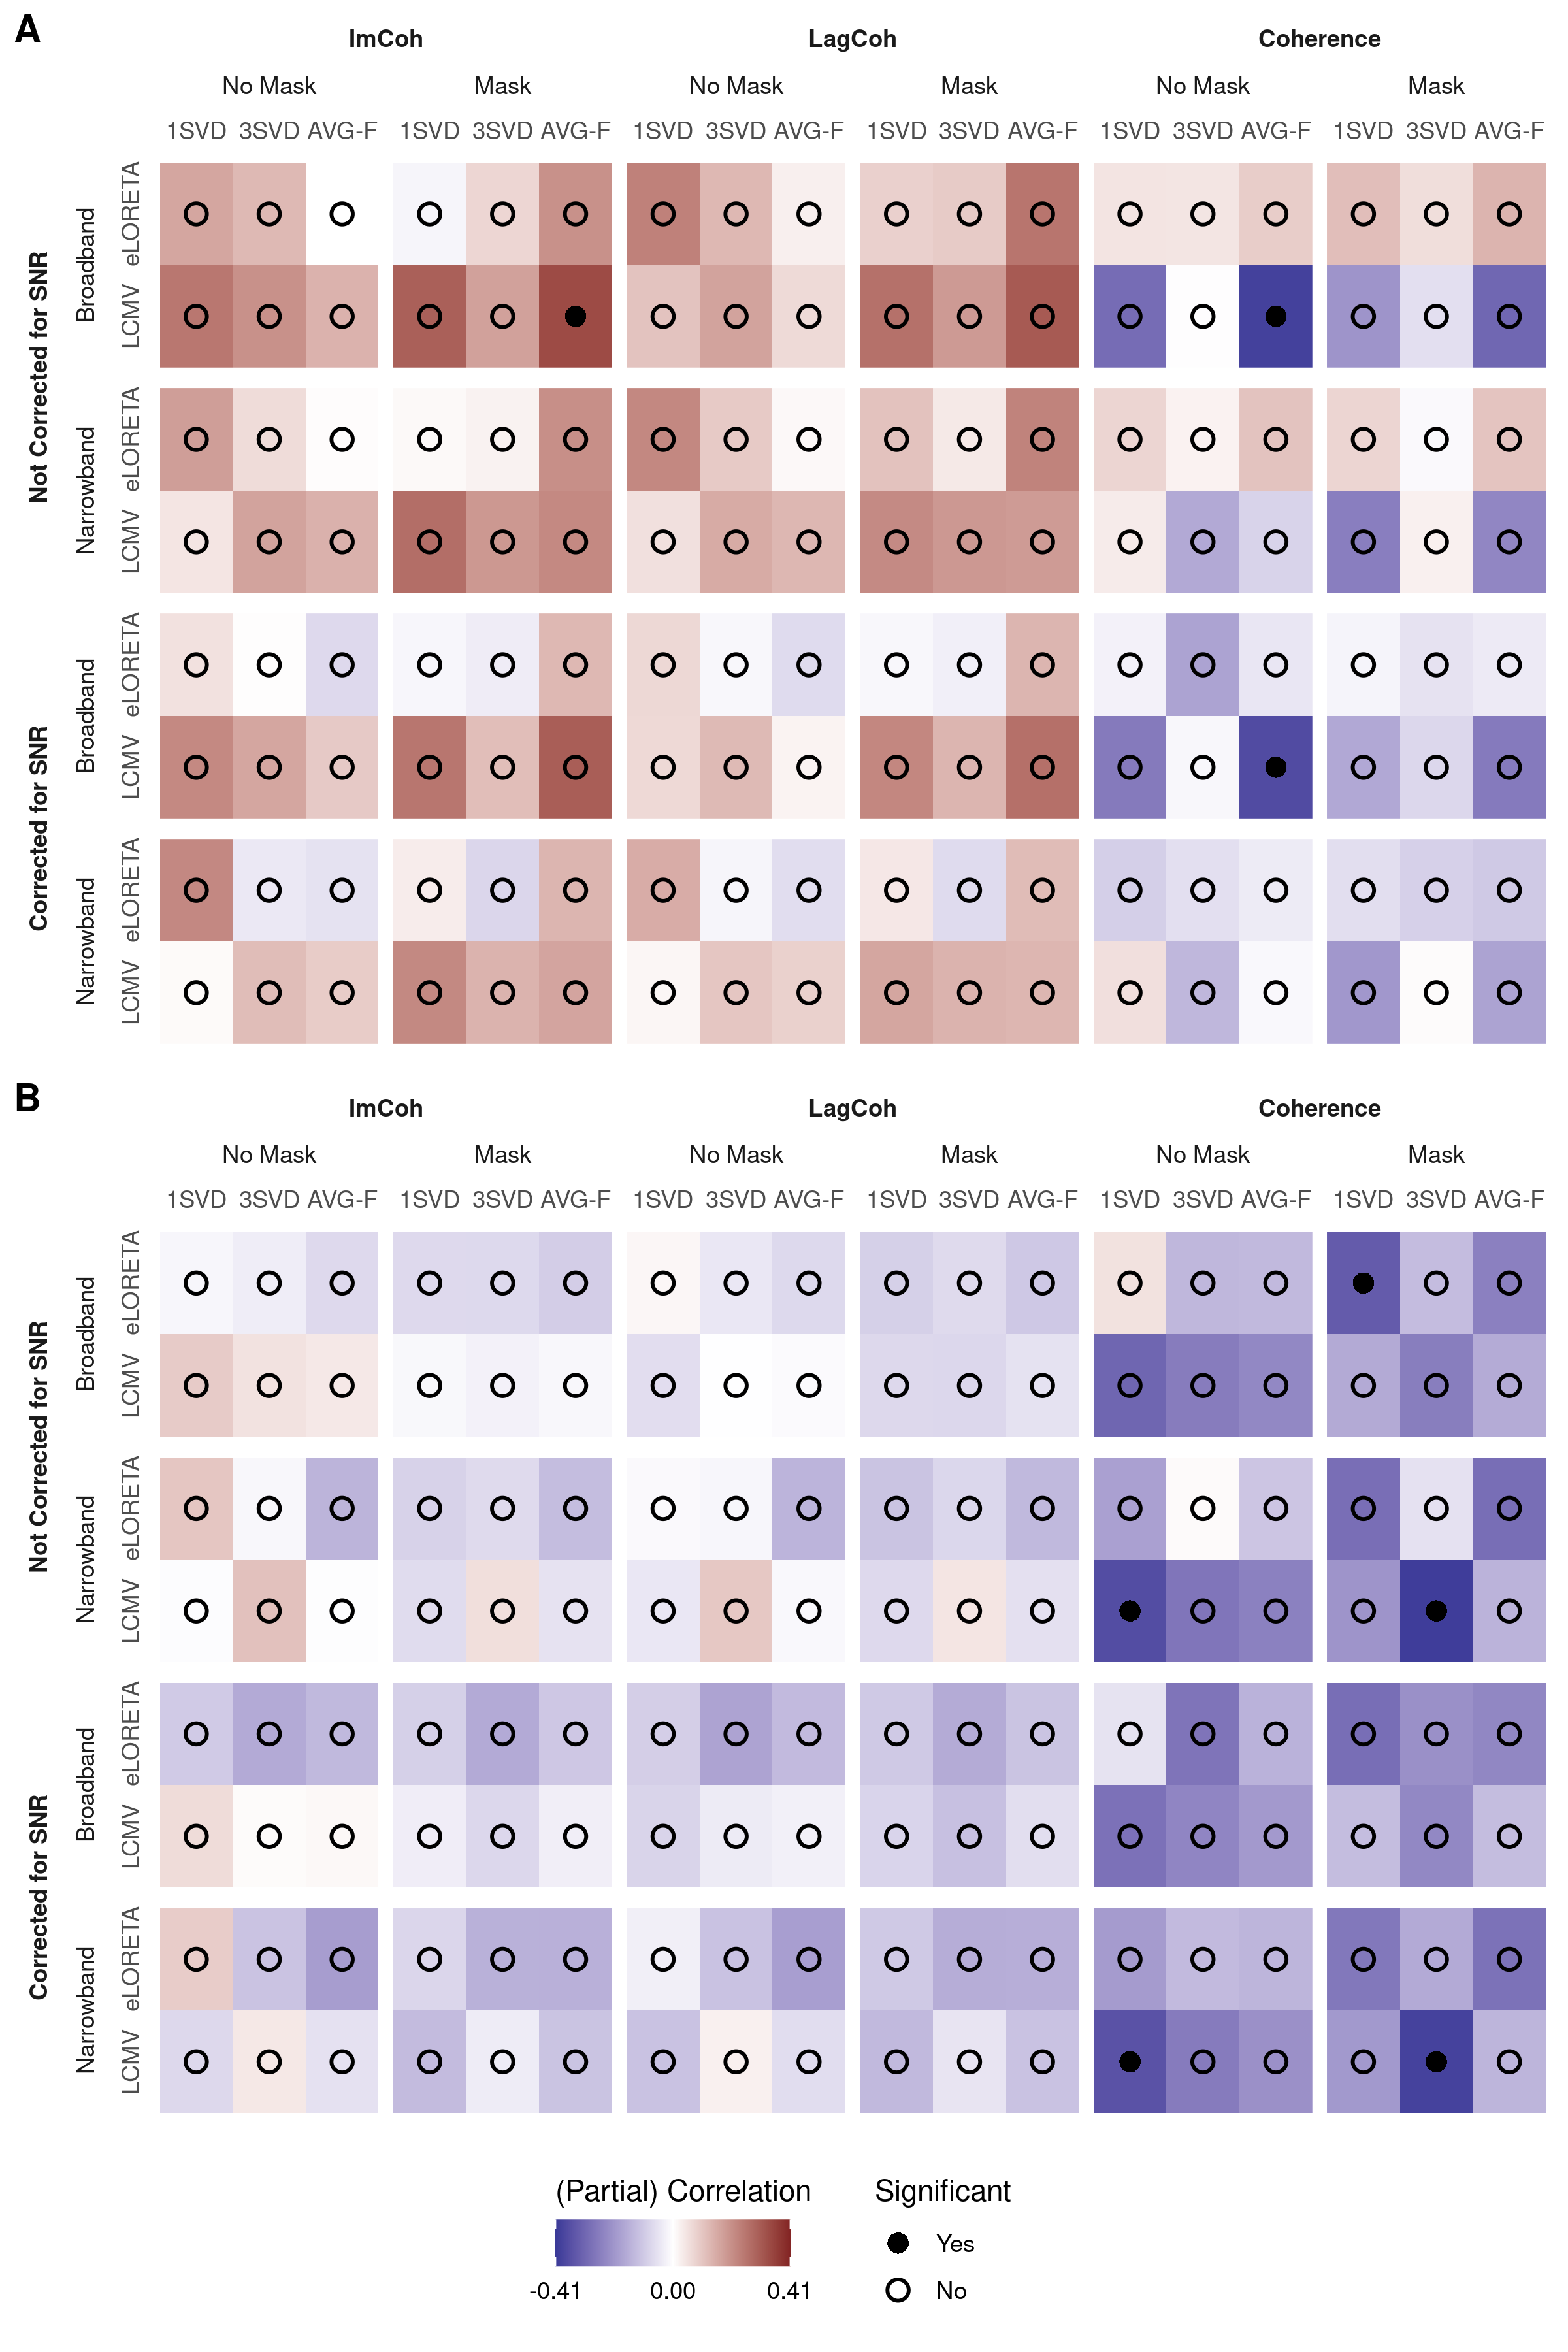 A
ImCoh LagCoh Coherence
No Mask Mask No Mask Mask No Mask Mask
1SVD 3SVD AVG-F 1SVD 3SVD AVG-F 1SVD 3SVD AVG-F 1SVD 3SVD AVG-F 1SVD 3SVD AVG-F 1SVD 3SVD AVG-F
Not Corrected for SNR
Broadband
eLORETA
LCMV
Narrowband
eLORETA
LCMV
Corrected for SNR
Broadband
eLORETA
LCMV
Narrowband
eLORETA
LCMV
B
ImCoh LagCoh Coherence
No Mask Mask No Mask Mask No Mask Mask
1SVD 3SVD AVG-F 1SVD 3SVD AVG-F 1SVD 3SVD AVG-F 1SVD 3SVD AVG-F 1SVD 3SVD AVG-F 1SVD 3SVD AVG-F
Not Corrected for SNR
Broadband
eLORETA
LCMV
Narrowband
eLORETA
LCMV
Corrected for SNR
Broadband
eLORETA
LCMV
Narrowband
eLORETA
LCMV
(Partial) Correlation
-0.41 0.00 0.41
Significant
Yes
No